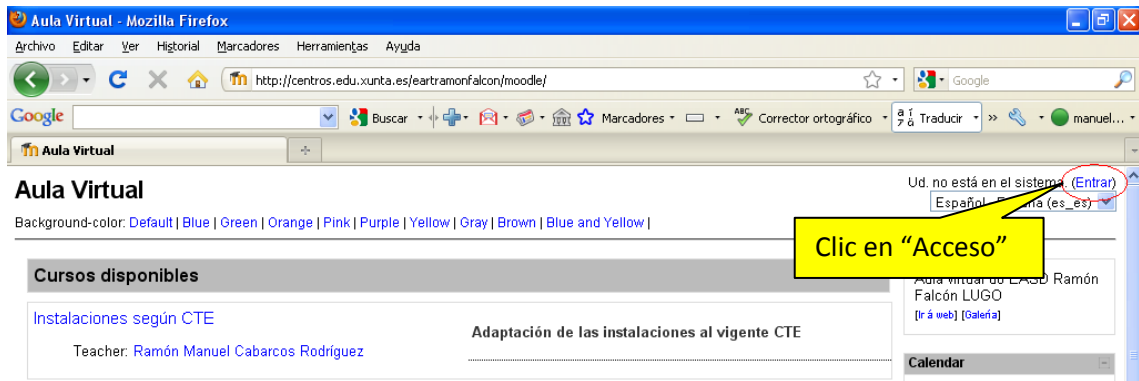 Aula Virtual - Mozilla Firefox
Archivo Editar Ver Historial Marcadores Herramientas Ayuda
http://centros.edu.xunta.es/eartramonfalcon/moodle/ Google
Google Buscar Marcadores ABC Corrector ortográfico Traducir » manuel...
Aula Virtual
Aula Virtual
Ud. no está en el sistema. (Entrar)
Español - España (es_es)
Background-color: Default | Blue | Green | Orange | Pink | Purple | Yellow | Gray | Brown | Blue and Yellow |
Clic en “Acceso”
Cursos disponibles
Aula virtual do EASD Ramón
Falcón LUGO
[Ir á web] [Galería]
Instalaciones según CTE
Adaptación de las instalaciones al vigente CTE
Teacher: Ramón Manuel Cabarcos Rodríguez
Calendar